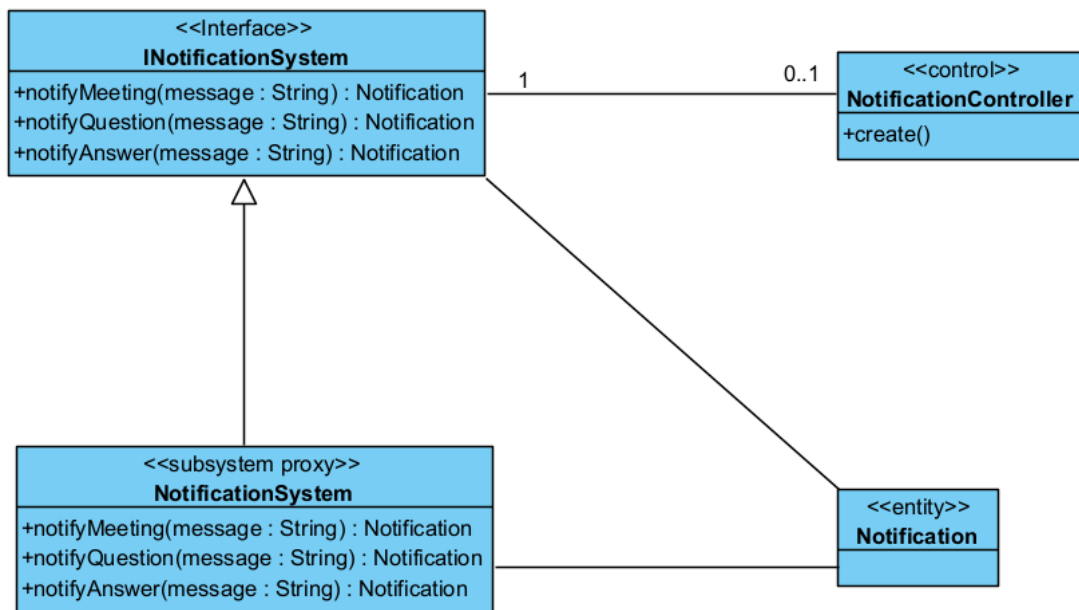 <<Interface>>
INotificationSystem
+notifyMeeting(message : String) : Notification
+notifyQuestion(message : String) : Notification
+notifyAnswer(message : String) : Notification
1
0..1
<<control>>
NotificationController
+create()
<<subsystem proxy>>
NotificationSystem
+notifyMeeting(message : String) : Notification
+notifyQuestion(message : String) : Notification
+notifyAnswer(message : String) : Notification
<<entity>>
Notification